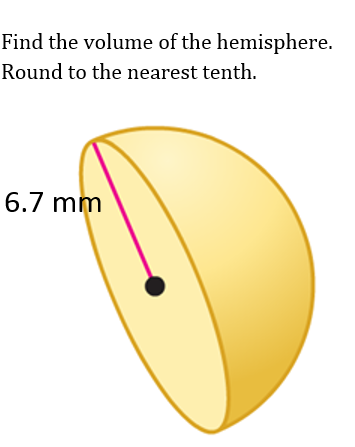 Find the volume of the hemisphere.
Round to the nearest tenth.
6.7 mm